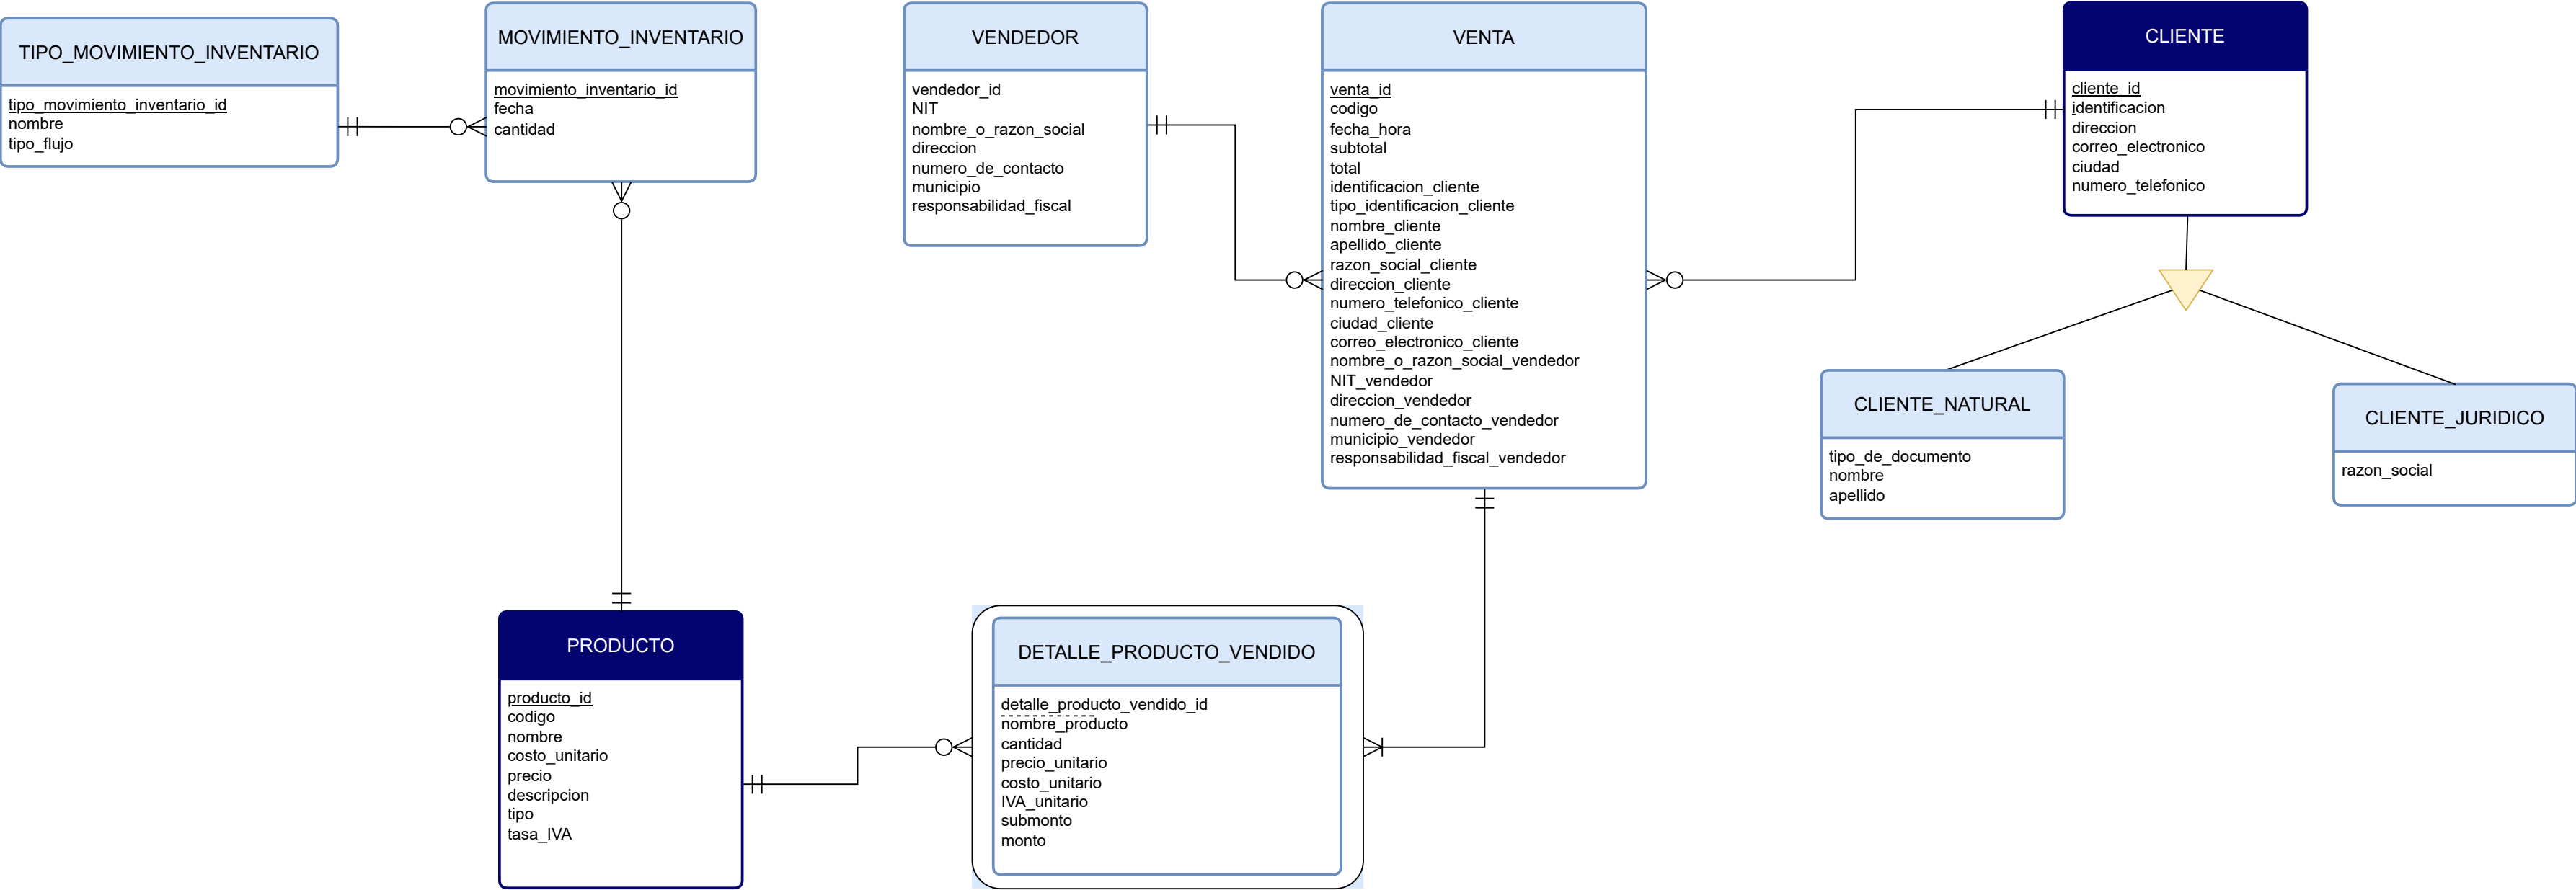 TIPO_MOVIMIENTO_INVENTARIO
tipo_movimiento_inventario_id
nombre
tipo_flujo
MOVIMIENTO_INVENTARIO
movimiento_inventario_id
fecha
cantidad
VENDEDOR
vendedor_id
NIT
nombre_o_razon_social
direccion
numero_de_contacto
municipio
responsabilidad_fiscal
VENTA
venta_id
codigo
fecha_hora
subtotal
total
identificacion_cliente
tipo_identificacion_cliente
nombre_cliente
apellido_cliente
razon_social_cliente
direccion_cliente
numero_telefonico_cliente
ciudad_cliente
correo_electronico_cliente
nombre_o_razon_social_vendedor
NIT_vendedor
direccion_vendedor
numero_de_contacto_vendedor
municipio_vendedor
responsabilidad_fiscal_vendedor
CLIENTE
cliente_id
identificacion
direccion
correo_electronico
ciudad
numero_telefonico
CLIENTE_NATURAL
tipo_de_documento
nombre
apellido
CLIENTE_JURIDICO
razon_social
PRODUCTO
producto_id
codigo
nombre
costo_unitario
precio
descripcion
tipo
tasa_IVA
DETALLE_PRODUCTO_VENDIDO
detalle_producto_vendido_id
nombre_producto
cantidad
precio_unitario
costo_unitario
IVA_unitario
submonto
monto